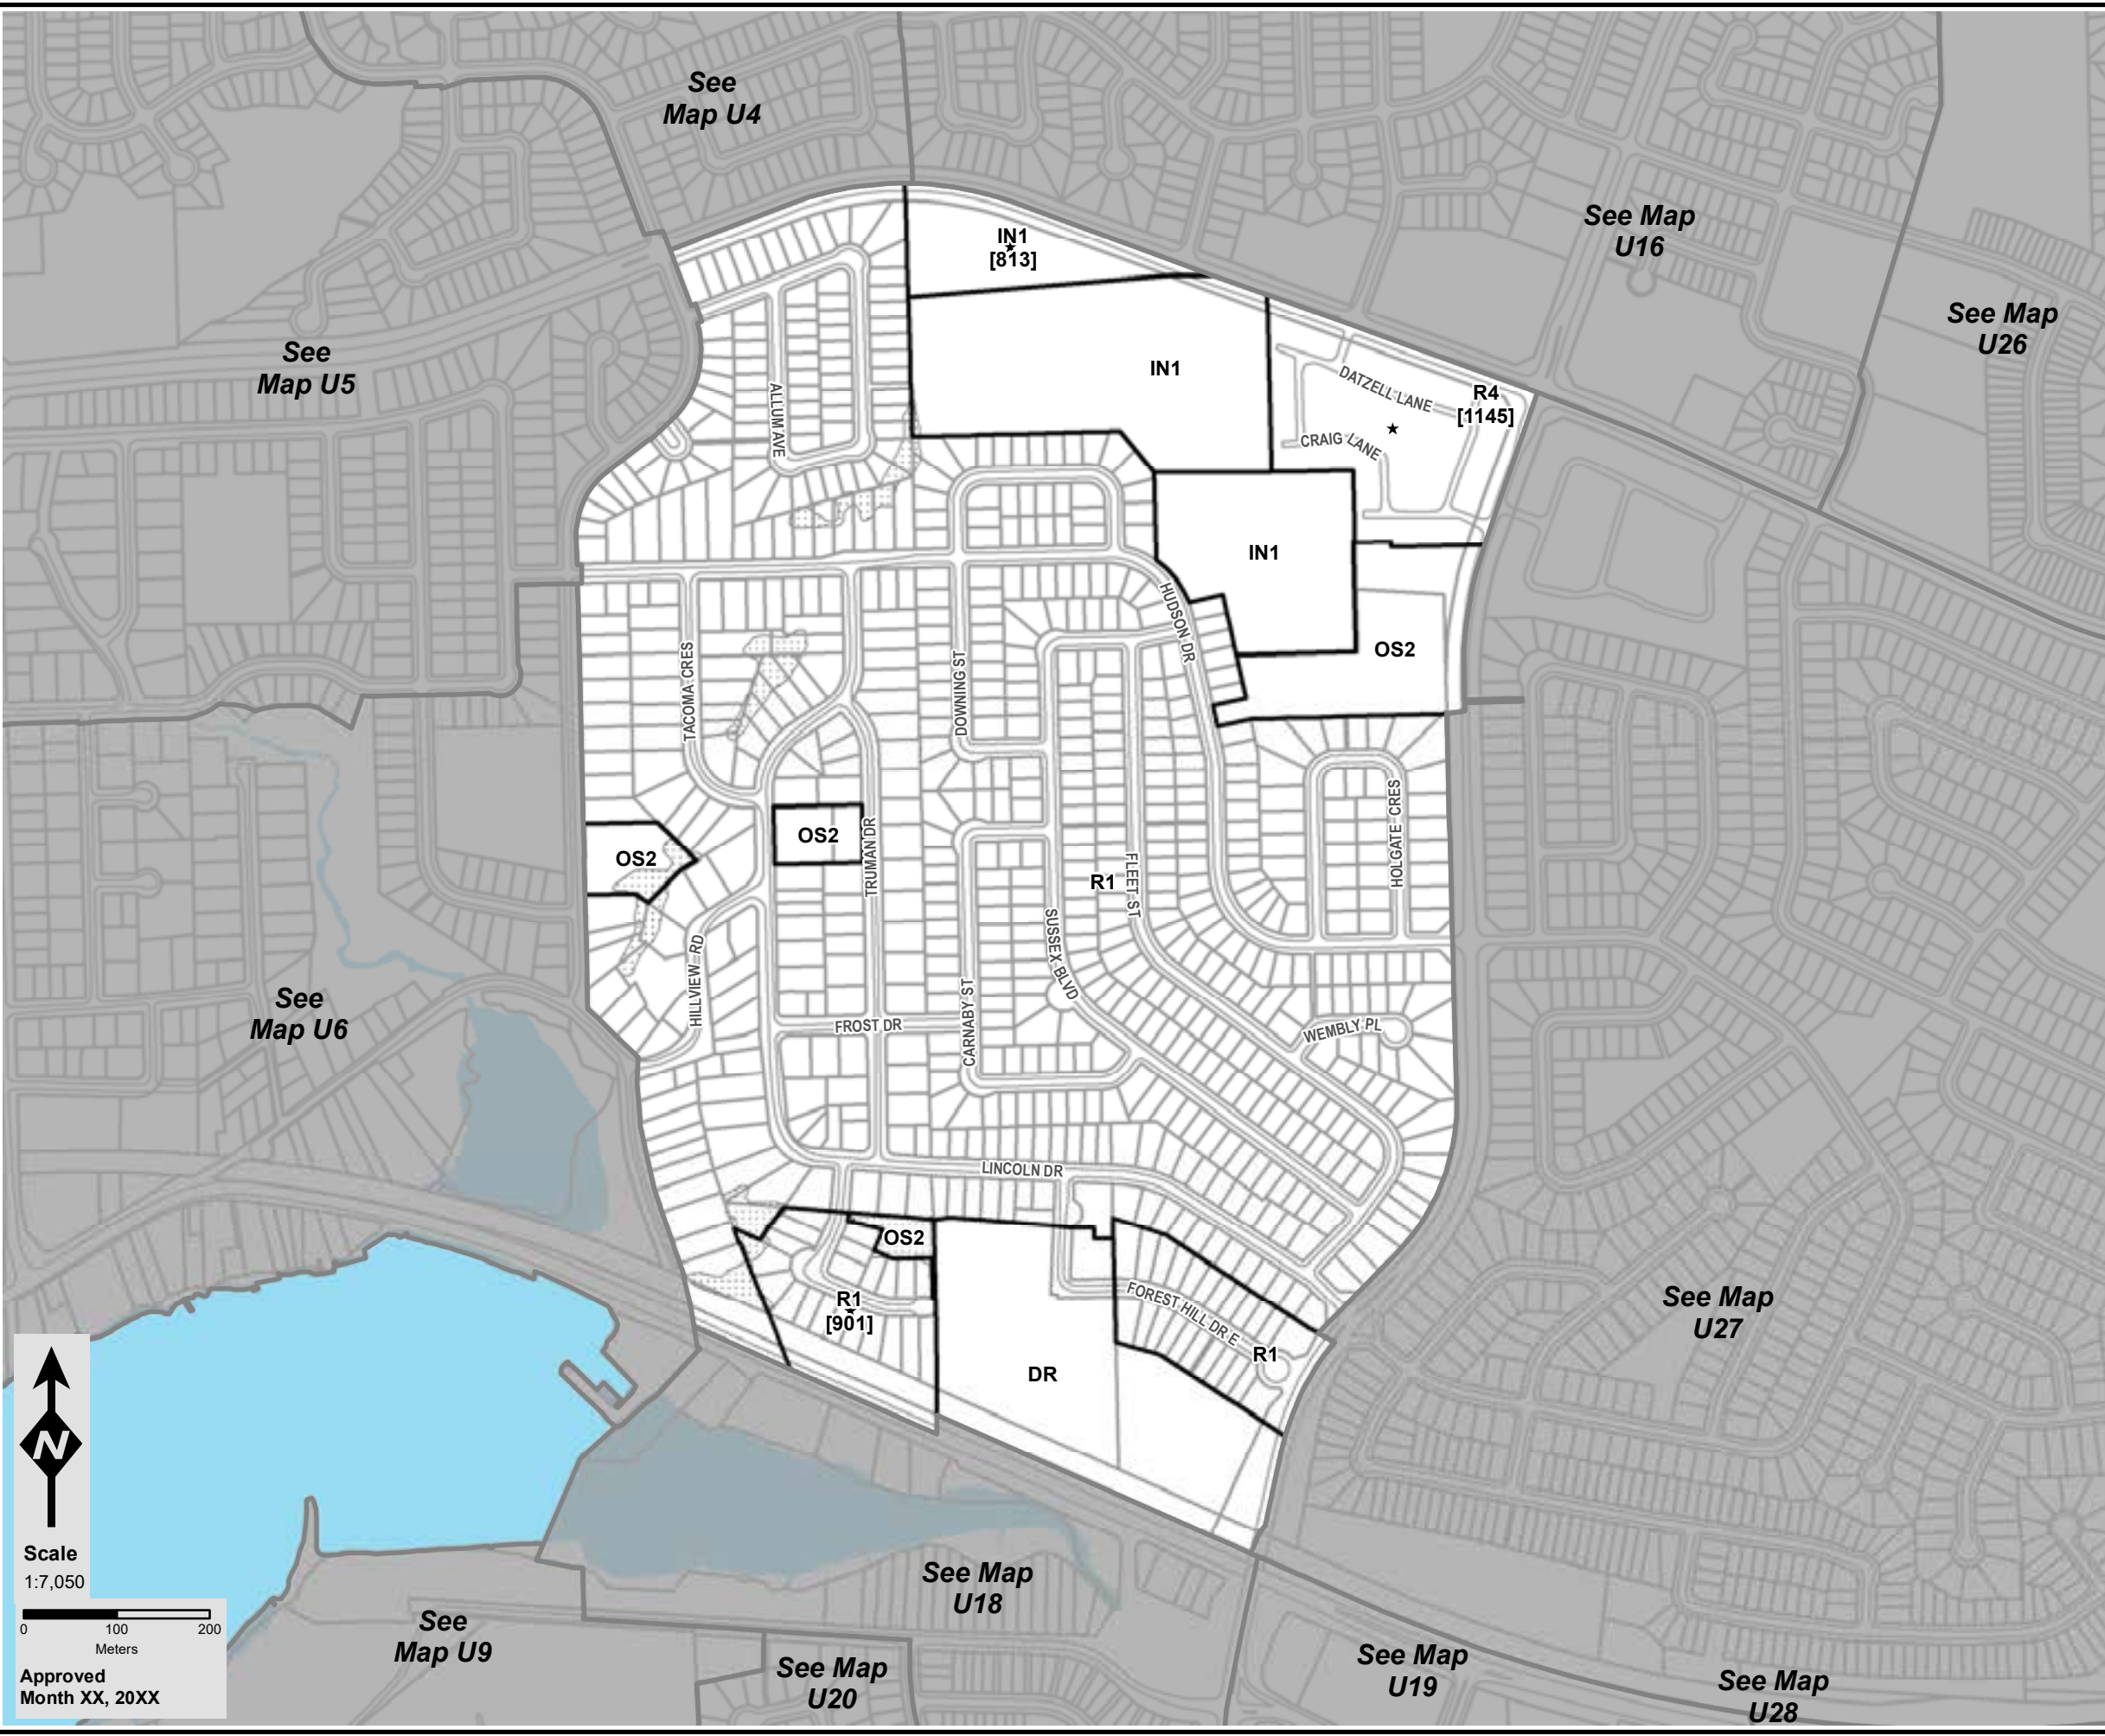 See
Map U4
See Map
U16
See Map
U26
See
Map U5
IN1
[813]
IN1
DATZELL LANE
R4
[1145]
CRAIG LANE
ALLUM AVE
IN1
HUDSON DR
OS2
TACOMA CRES
DOWNING ST
OS2
OS2
TRUMAN DR
R1
FLEET ST
HOLGATE CRES
SUSSEX BLVD
HILLVIEW RD
See
Map U6
FROST DR
CARNABY ST
WEMBLY PL
LINCOLN DR
OS2
R1
[901]
FOREST HILL DR E
R1
DR
See Map
U27
N
Scale
1:7,050
0 100 200
Meters
Approved
Month XX, 20XX
See
Map U9
See Map
U18
See Map
U20
See Map
U19
See Map
U28